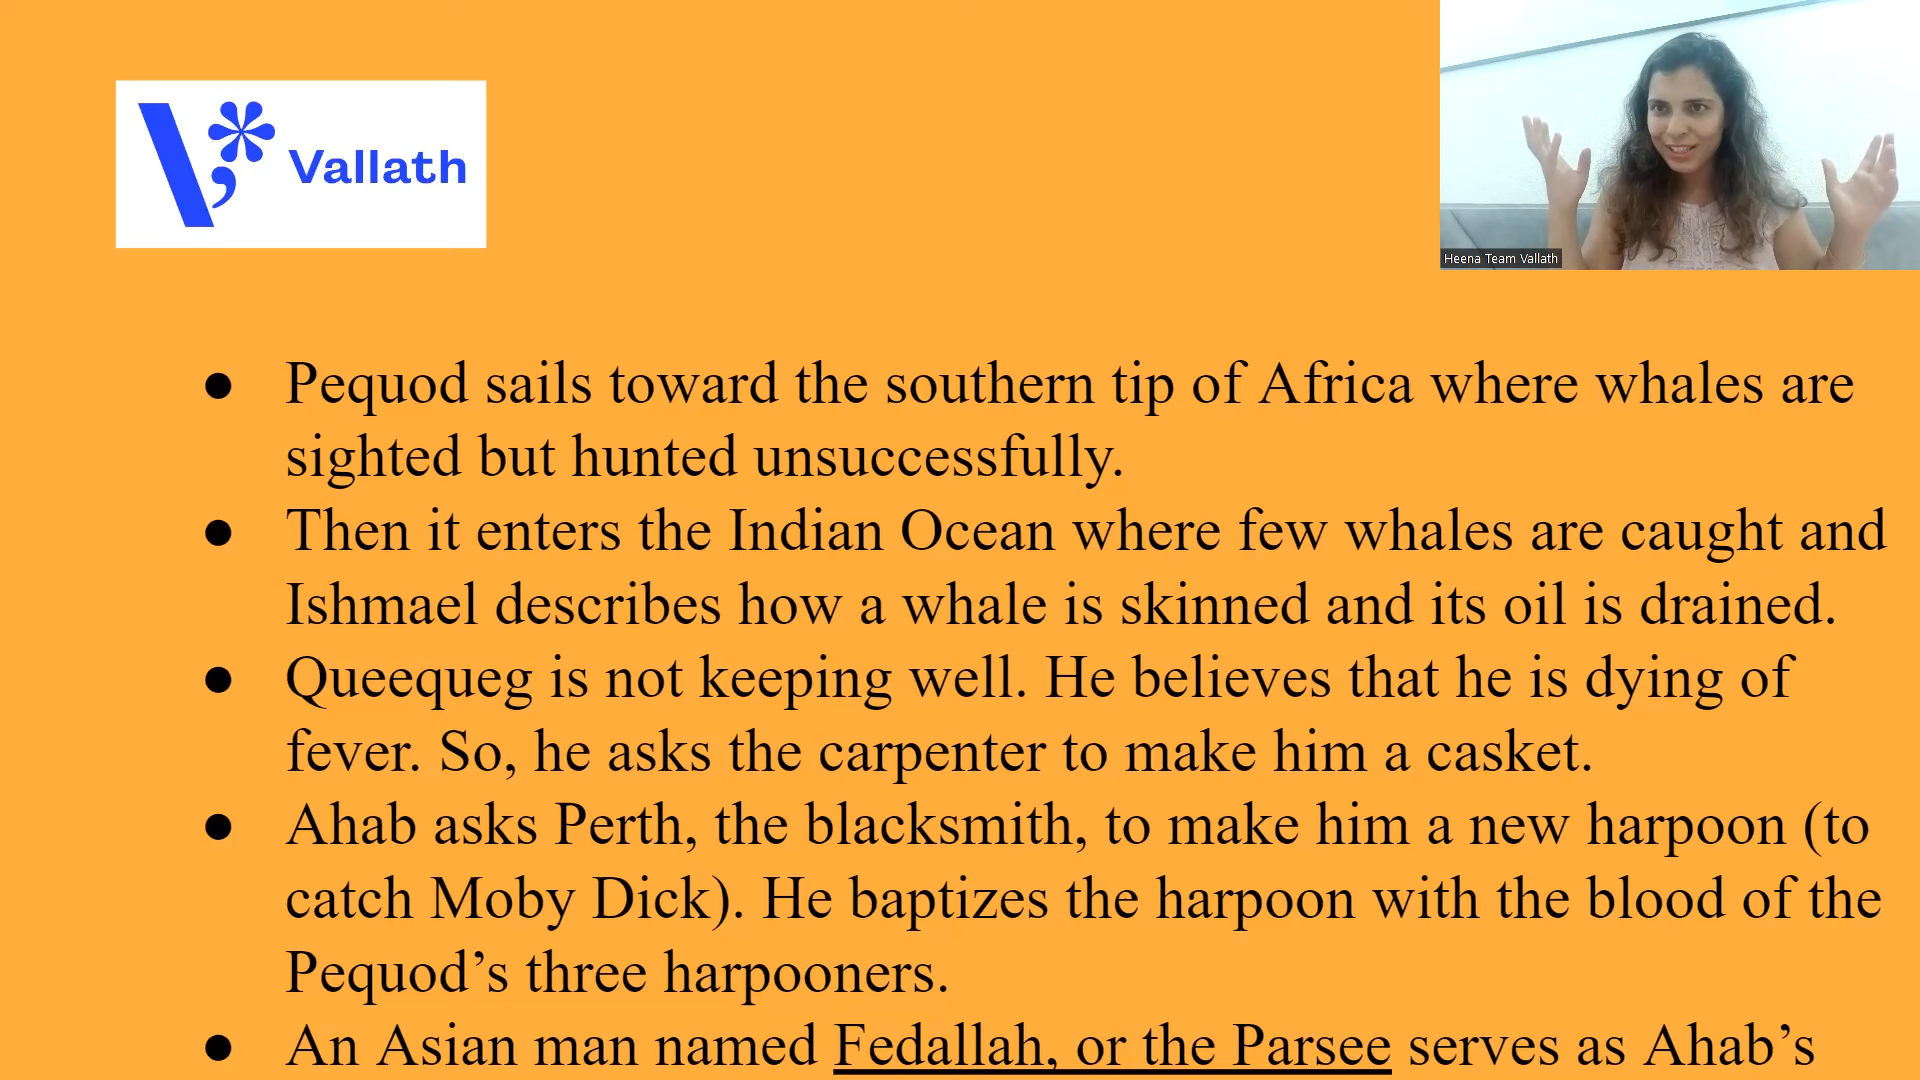 Vallath
Heena Team Vallath
● Pequod sails toward the southern tip of Africa where whales are
sighted but hunted unsuccessfully.
● Then it enters the Indian Ocean where few whales are caught and
Ishmael describes how a whale is skinned and its oil is drained.
● Queequeg is not keeping well. He believes that he is dying of
fever. So, he asks the carpenter to make him a casket.
● Ahab asks Perth, the blacksmith, to make him a new harpoon (to
catch Moby Dick). He baptizes the harpoon with the blood of the
Pequod’s three harpooners.
● An Asian man named Fedallah, or the Parsee serves as Ahab’s